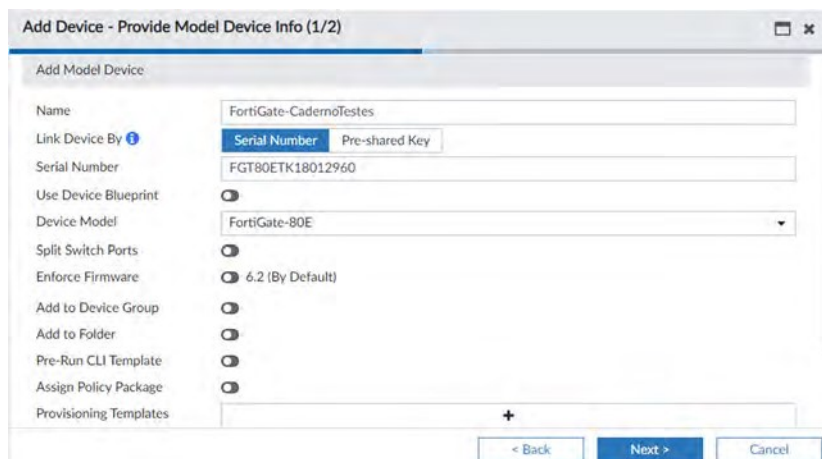 Add Device - Provide Model Device Info (1/2)
Add Model Device
Name FortiGate-CadernoTestes
Link Device By Serial Number Pre-shared Key
Serial Number FGT80ETK18012960
Use Device Blueprint
Device Model FortiGate-80E
Split Switch Ports
Enforce Firmware 6.2 (By Default)
Add to Device Group
Add to Folder
Pre-Run CLI Template
Assign Policy Package
Provisioning Templates +
< Back Next > Cancel